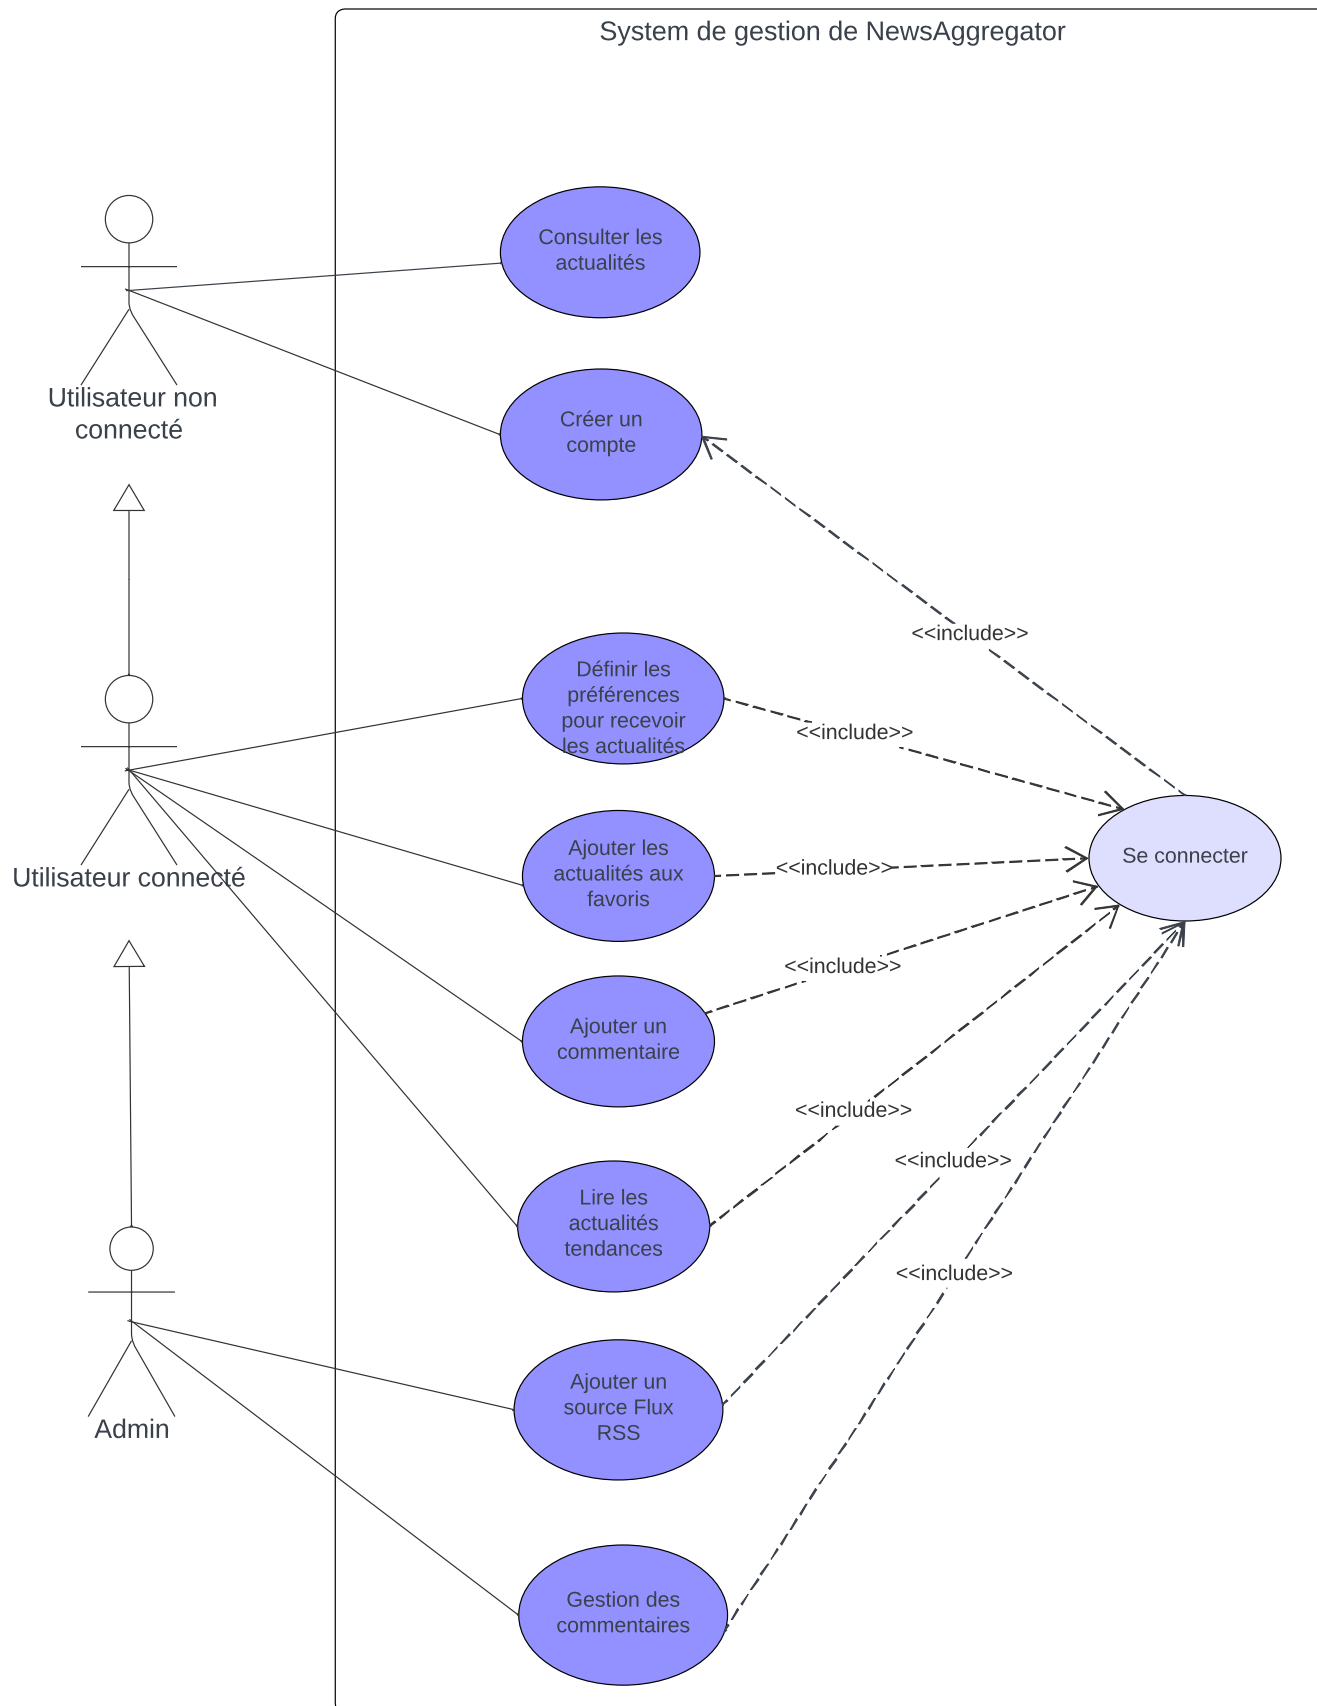 System de gestion de NewsAggregator
Consulter les
actualités
Utilisateur non
connecté
Créer un
compte
<<include>>
Définir les
préférences
pour recevoir
les actualités
<<include>>
Se connecter
Utilisateur connecté
Ajouter les
actualités aux
favoris
<<include>>
<<include>>
Ajouter un
commentaire
<<include>>
<<include>>
Lire les
actualités
tendances
<<include>>
Ajouter un
source Flux
RSS
Admin
Gestion des
commentaires